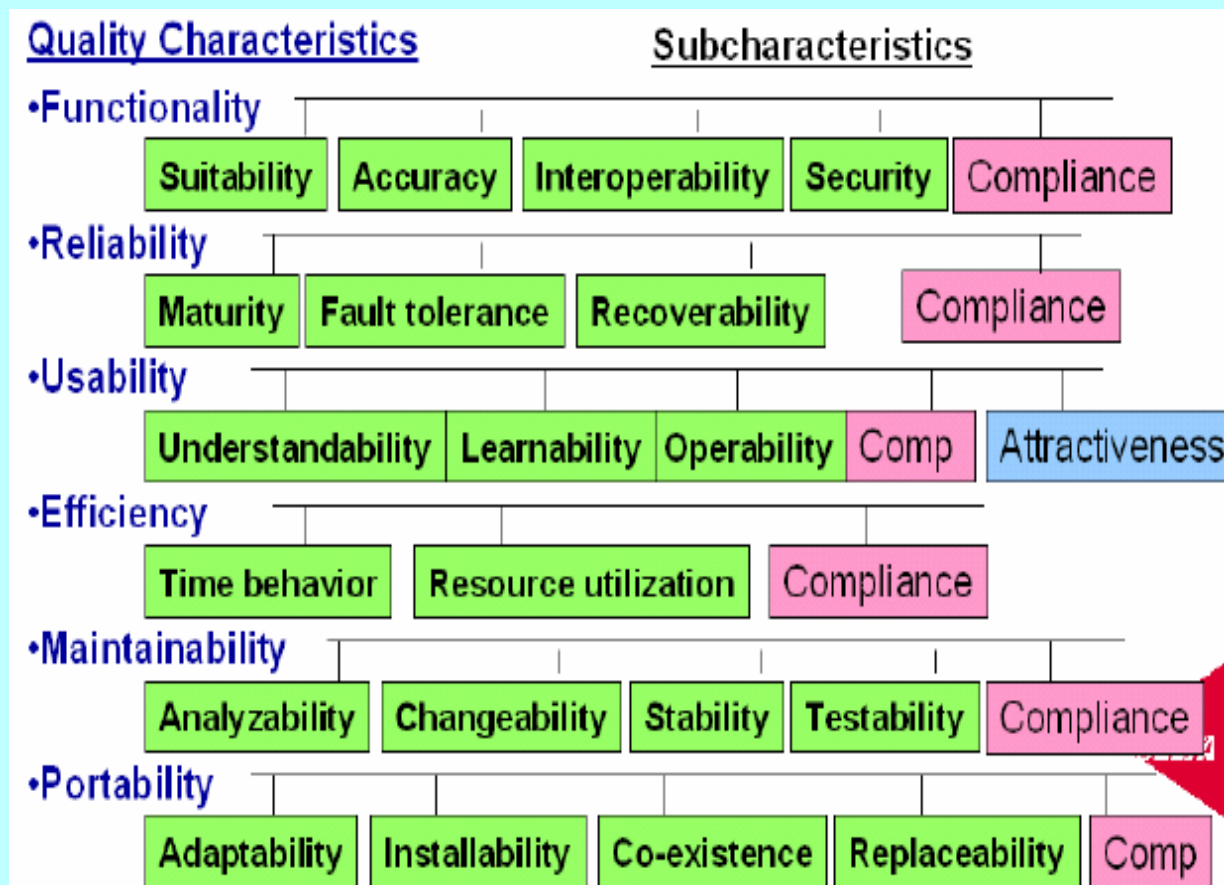 Quality Characteristics Subcharacteristics
•Functionality
Suitability Accuracy Interoperability Security Compliance
•Reliability
Maturity Fault tolerance Recoverability Compliance
•Usability
Understandability Learnability Operability Comp Attractiveness
•Efficiency
Time behavior Resource utilization Compliance
•Maintainability
Analyzability Changeability Stability Testability Compliance
•Portability
Adaptability Installability Co-existence Replaceability Comp